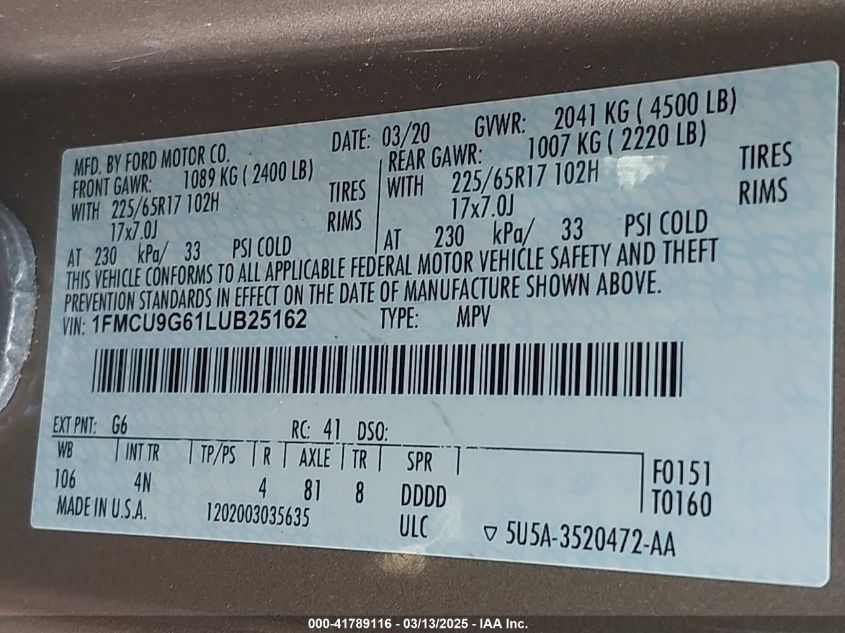 MFD. BY FORD MOTOR CO. DATE: 03/20 GVWR: 2041 KG ( 4500 LB)
FRONT GAWR: 1089 KG ( 2400 LB) REAR GAWR: 1007 KG ( 2220 LB)
WITH 225/65R17 102H TIRES WITH 225/65R17 102H TIRES
17x7.0J RIMS 17x7.0J RIMS
AT 230 kPa/ 33 PSI COLD AT 230 kPa/ 33 PSI COLD
THIS VEHICLE CONFORMS TO ALL APPLICABLE FEDERAL MOTOR VEHICLE SAFETY AND THEFT
PREVENTION STANDARDS IN EFFECT ON THE DATE OF MANUFACTURE SHOWN ABOVE.
VIN: 1FMCU9G61LUB25162 TYPE: MPV
EXT PNT: G6 RC: 41 DSO:
WB INT TR TP/PS R AXLE TR SPR
106 4N 4 81 8 DDDD
F0151
T0160
MADE IN U.S.A. 1202003035635 ULC 5U5A-3520472-AA
000-41789116 - 03/13/2025 - IAA Inc.